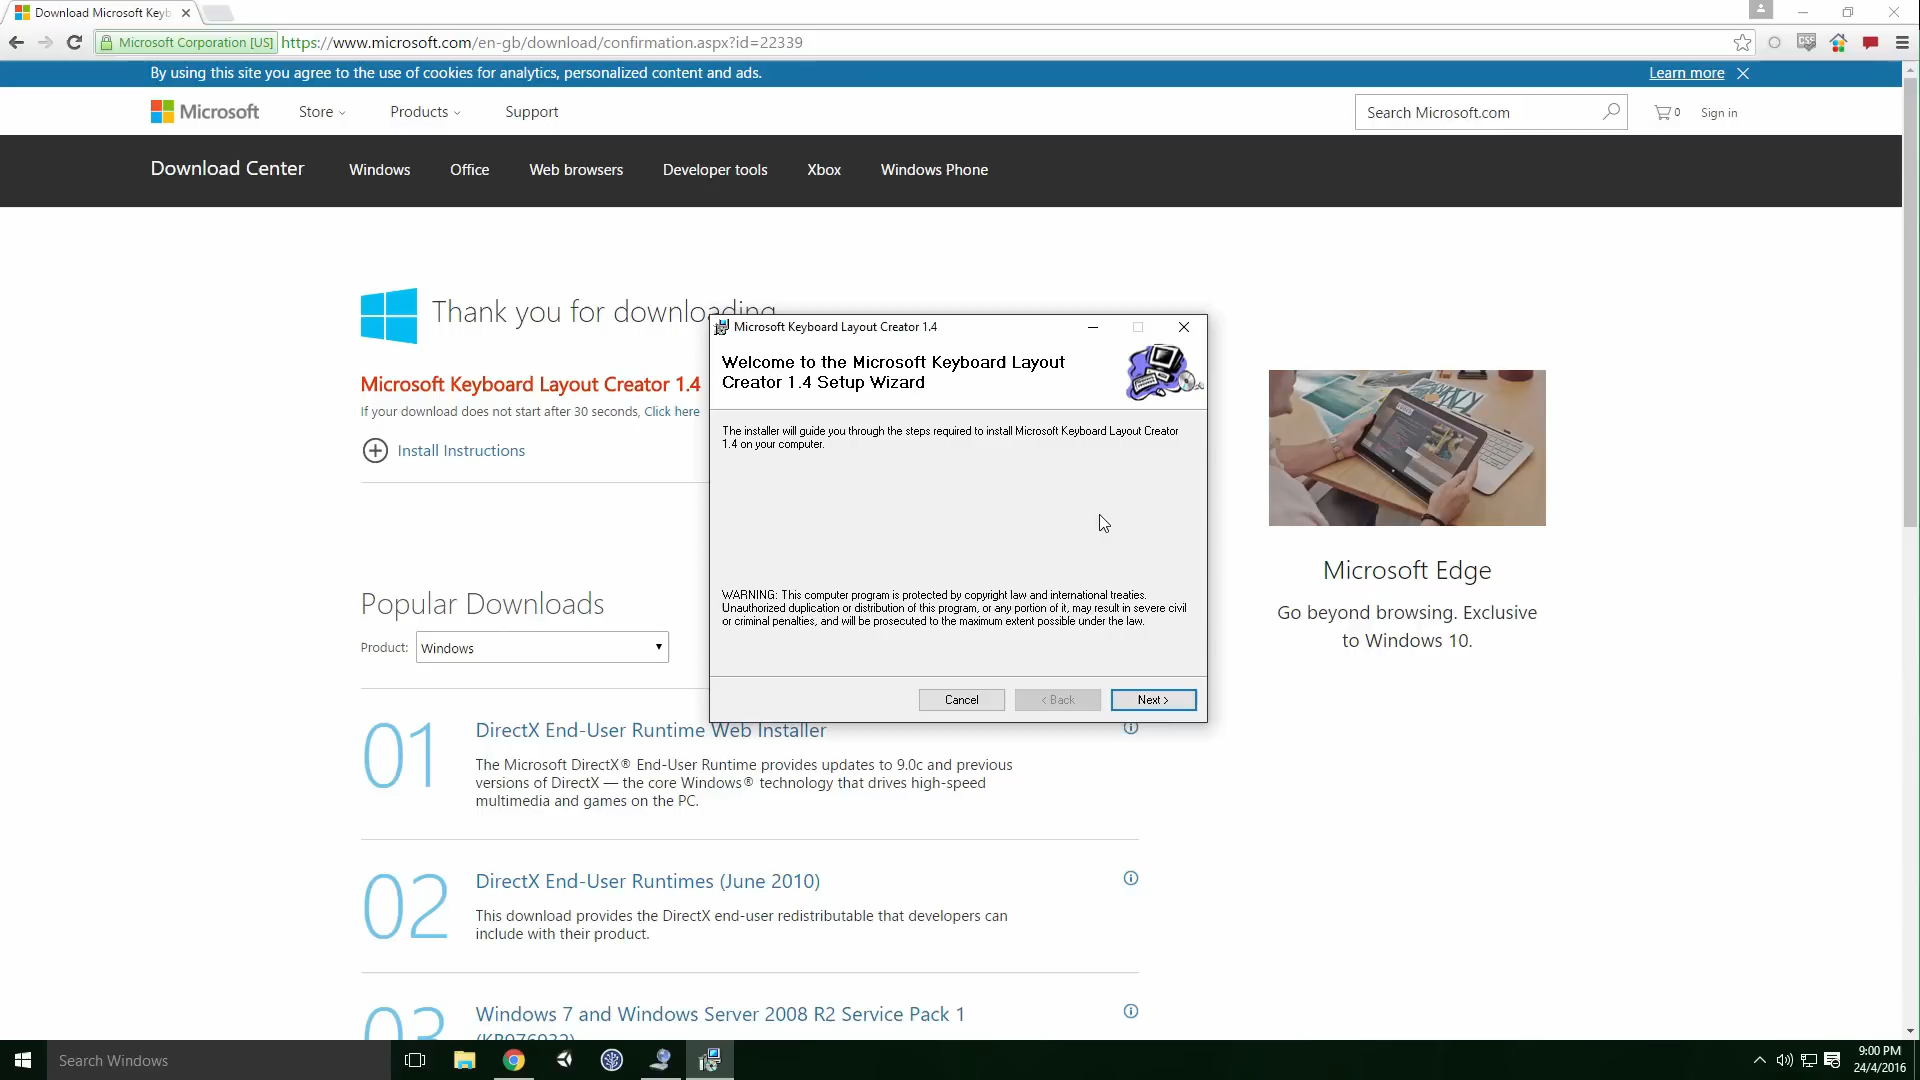 Download Microsoft Keyb
Microsoft Corporation [US] https://www.microsoft.com/en-gb/download/confirmation.aspx?id=22339
By using this site you agree to the use of cookies for analytics, personalized content and ads.
Learn more
Microsoft
Store
Products
Support
Search Microsoft.com
0
Sign in
Download Center
Windows
Office
Web browsers
Developer tools
Xbox
Windows Phone
Thank you for downloading
Microsoft Keyboard Layout Creator 1.4
If your download does not start after 30 seconds, Click here
Install Instructions
Microsoft Keyboard Layout Creator 1.4
Welcome to the Microsoft Keyboard Layout
Creator 1.4 Setup Wizard
The installer will guide you through the steps required to install Microsoft Keyboard Layout Creator
1.4 on your computer.
WARNING: This computer program is protected by copyright law and international treaties.
Unauthorized duplication or distribution of this program, or any portion of it, may result in severe civil
or criminal penalties, and will be prosecuted to the maximum extent possible under the law.
Cancel
< Back
Next >
Microsoft Edge
Go beyond browsing. Exclusive
to Windows 10.
Popular Downloads
Product:
Windows
01
DirectX End-User Runtime Web Installer
The Microsoft DirectX® End-User Runtime provides updates to 9.0c and previous
versions of DirectX — the core Windows® technology that drives high-speed
multimedia and games on the PC.
02
DirectX End-User Runtimes (June 2010)
This download provides the DirectX end-user redistributable that developers can
include with their product.
03
Windows 7 and Windows Server 2008 R2 Service Pack 1
(KB976932)
Search Windows
9:00 PM
24/4/2016